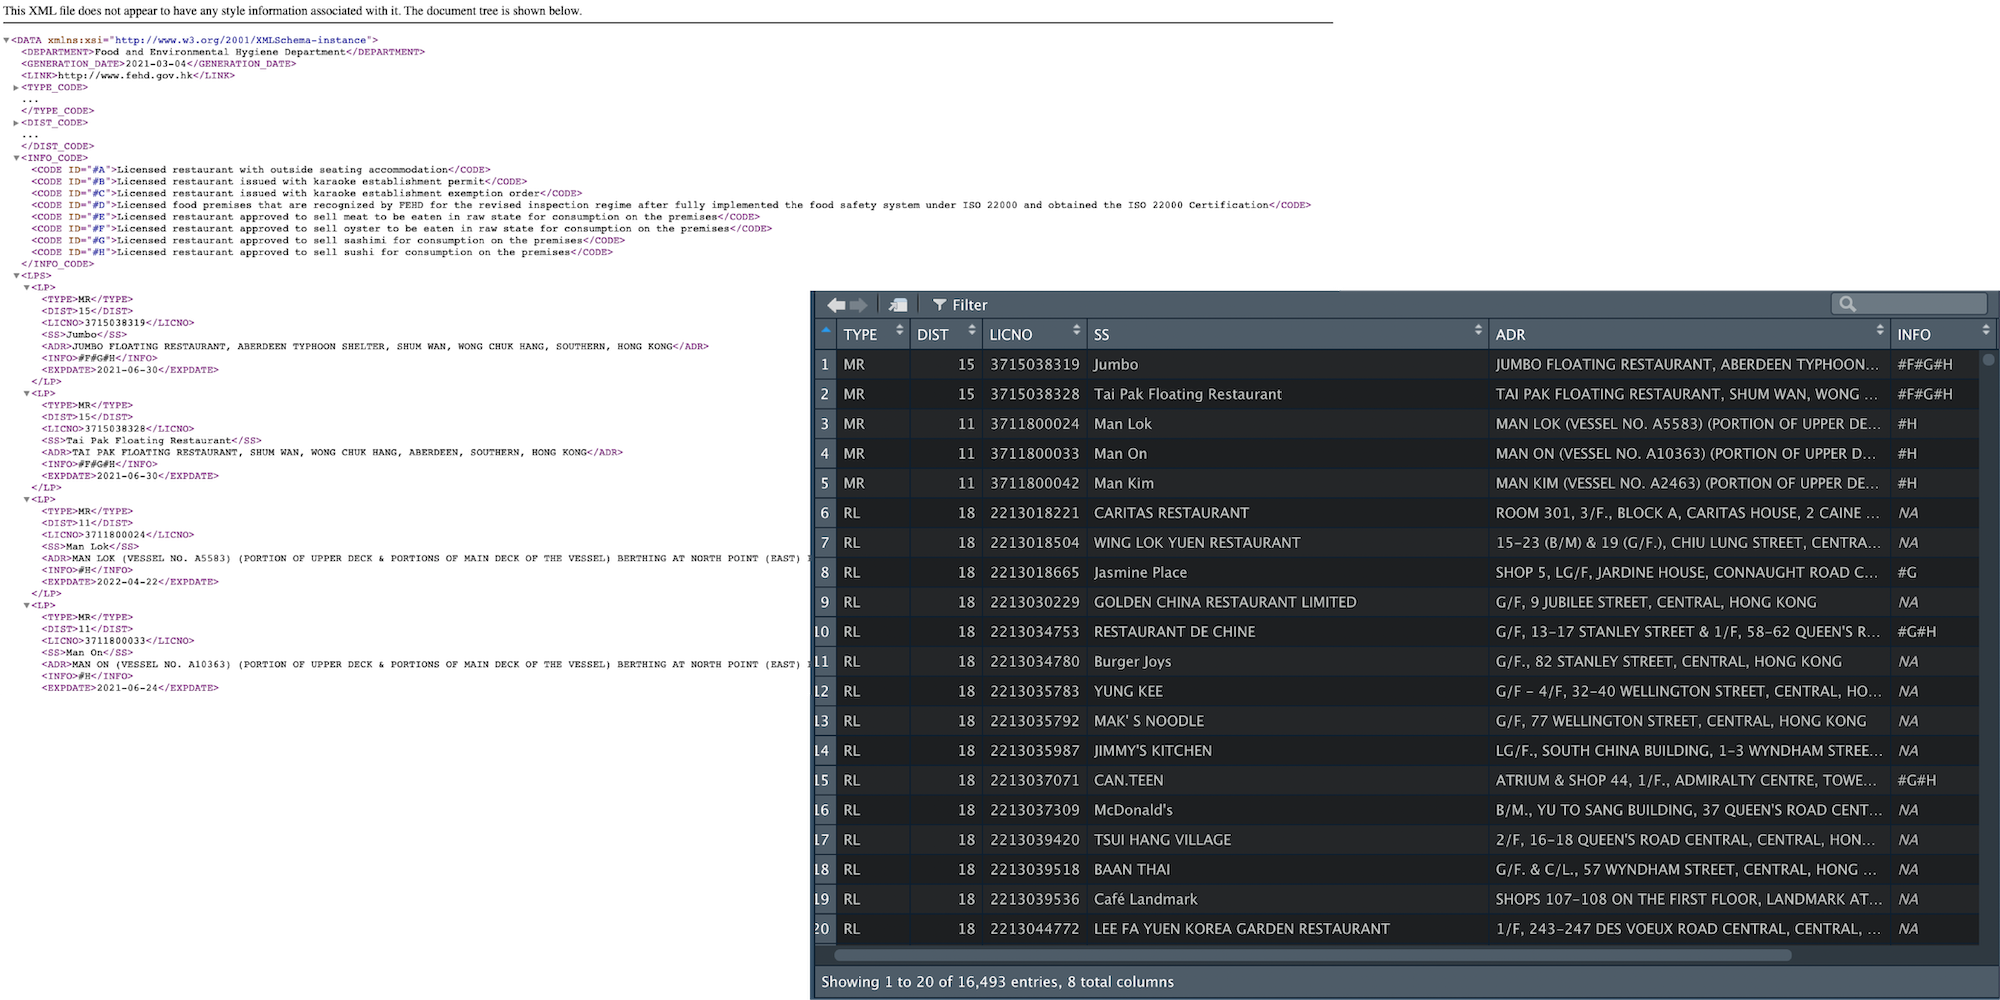 This XML file does not appear to have any style information associated with it. The document tree is shown below.
<DATA xmlns:xsi="http://www.w3.org/2001/XMLSchema-instance">
<DEPARTMENT>Food and Environmental Hygiene Department</DEPARTMENT>
<GENERATION_DATE>2021-03-04</GENERATION_DATE>
<LINK>http://www.fehd.gov.hk</LINK>
<TYPE_CODE>
...
</TYPE_CODE>
<DIST_CODE>
...
</DIST_CODE>
<INFO_CODE>
<CODE ID="#A">Licensed restaurant with outside seating accommodation</CODE>
<CODE ID="#B">Licensed restaurant issued with karaoke establishment permit</CODE>
<CODE ID="#C">Licensed restaurant issued with karaoke establishment exemption order</CODE>
<CODE ID="#D">Licensed food premises that are recognized by FEHD for the revised inspection regime after fully implemented the food safety system under ISO 22000 and obtained the ISO 22000 Certification</CODE>
<CODE ID="#E">Licensed restaurant approved to sell meat to be eaten in raw state for consumption on the premises</CODE>
<CODE ID="#F">Licensed restaurant approved to sell oyster to be eaten in raw state for consumption on the premises</CODE>
<CODE ID="#G">Licensed restaurant approved to sell sashimi for consumption on the premises</CODE>
<CODE ID="#H">Licensed restaurant approved to sell sushi for consumption on the premises</CODE>
</INFO_CODE>
<LPS>
<LP>
<TYPE>MR</TYPE>
<DIST>15</DIST>
<LICNO>3715038319</LICNO>
<SS>Jumbo</SS>
<ADR>JUMBO FLOATING RESTAURANT, ABERDEEN TYPHOON SHELTER, SHUM WAN, WONG CHUK HANG, SOUTHERN, HONG KONG</ADR>
<INFO>#F#G#H</INFO>
<EXPDATE>2021-06-30</EXPDATE>
</LP>
<LP>
<TYPE>MR</TYPE>
<DIST>15</DIST>
<LICNO>3715038328</LICNO>
<SS>Tai Pak Floating Restaurant</SS>
<ADR>TAI PAK FLOATING RESTAURANT, SHUM WAN, WONG CHUK HANG, ABERDEEN, SOUTHERN, HONG KONG</ADR>
<INFO>#F#G#H</INFO>
<EXPDATE>2021-06-30</EXPDATE>
</LP>
<LP>
<TYPE>MR</TYPE>
<DIST>11</DIST>
<LICNO>3711800024</LICNO>
<SS>Man Lok</SS>
<ADR>MAN LOK (VESSEL NO. A5583) (PORTION OF UPPER DECK & PORTIONS OF MAIN DECK OF THE VESSEL) BERTHING AT NORTH POINT (EAST)
<INFO>#H</INFO>
<EXPDATE>2022-04-22</EXPDATE>
</LP>
<LP>
<TYPE>MR</TYPE>
<DIST>11</DIST>
<LICNO>3711800033</LICNO>
<SS>Man On</SS>
<ADR>MAN ON (VESSEL NO. A10363) (PORTION OF UPPER DECK & PORTIONS OF MAIN DECK OF THE VESSEL) BERTHING AT NORTH POINT (EAST)
<INFO>#H</INFO>
<EXPDATE>2021-06-24</EXPDATE>
Filter
TYPE DIST LICNO SS ADR INFO
1 MR 15 3715038319 Jumbo JUMBO FLOATING RESTAURANT, ABERDEEN TYPHOON... #F#G#H
2 MR 15 3715038328 Tai Pak Floating Restaurant TAI PAK FLOATING RESTAURANT, SHUM WAN, WONG ... #F#G#H
3 MR 11 3711800024 Man Lok MAN LOK (VESSEL NO. A5583) (PORTION OF UPPER DE... #H
4 MR 11 3711800033 Man On MAN ON (VESSEL NO. A10363) (PORTION OF UPPER D... #H
5 MR 11 3711800042 Man Kim MAN KIM (VESSEL NO. A2463) (PORTION OF UPPER DE... #H
6 RL 18 2213018221 CARITAS RESTAURANT ROOM 301, 3/F., BLOCK A, CARITAS HOUSE, 2 CAINE ... NA
7 RL 18 2213018504 WING LOK YUEN RESTAURANT 15-23 (B/M) & 19 (G/F.), CHIU LUNG STREET, CENTRA... NA
8 RL 18 2213018665 Jasmine Place SHOP 5, LG/F, JARDINE HOUSE, CONNAUGHT ROAD C... #G
9 RL 18 2213030229 GOLDEN CHINA RESTAURANT LIMITED G/F, 9 JUBILEE STREET, CENTRAL, HONG KONG NA
10 RL 18 2213034753 RESTAURANT DE CHINE G/F, 13-17 STANLEY STREET & 1/F, 58-62 QUEEN'S R... #G#H
11 RL 18 2213034780 Burger Joys G/F., 82 STANLEY STREET, CENTRAL, HONG KONG NA
12 RL 18 2213035783 YUNG KEE G/F - 4/F, 32-40 WELLINGTON STREET, CENTRAL, HO... NA
13 RL 18 2213035792 MAK' S NOODLE G/F, 77 WELLINGTON STREET, CENTRAL, HONG KONG NA
14 RL 18 2213035987 JIMMY'S KITCHEN LG/F., SOUTH CHINA BUILDING, 1-3 WYNDHAM STREE... NA
15 RL 18 2213037071 CAN.TEEN ATRIUM & SHOP 44, 1/F., ADMIRALTY CENTRE, TOWE... #G#H
16 RL 18 2213037309 McDonald's B/M., YU TO SANG BUILDING, 37 QUEEN'S ROAD CENT... NA
17 RL 18 2213039420 TSUI HANG VILLAGE 2/F, 16-18 QUEEN'S ROAD CENTRAL, CENTRAL, HON... NA
18 RL 18 2213039518 BAAN THAI G/F. & C/L., 57 WYNDHAM STREET, CENTRAL, HONG ... NA
19 RL 18 2213039536 Café Landmark SHOPS 107-108 ON THE FIRST FLOOR, LANDMARK AT... NA
20 RL 18 2213044772 LEE FA YUEN KOREA GARDEN RESTAURANT 1/F, 243-247 DES VOEUX ROAD CENTRAL, CENTRAL, ... NA
Showing 1 to 20 of 16,493 entries, 8 total columns